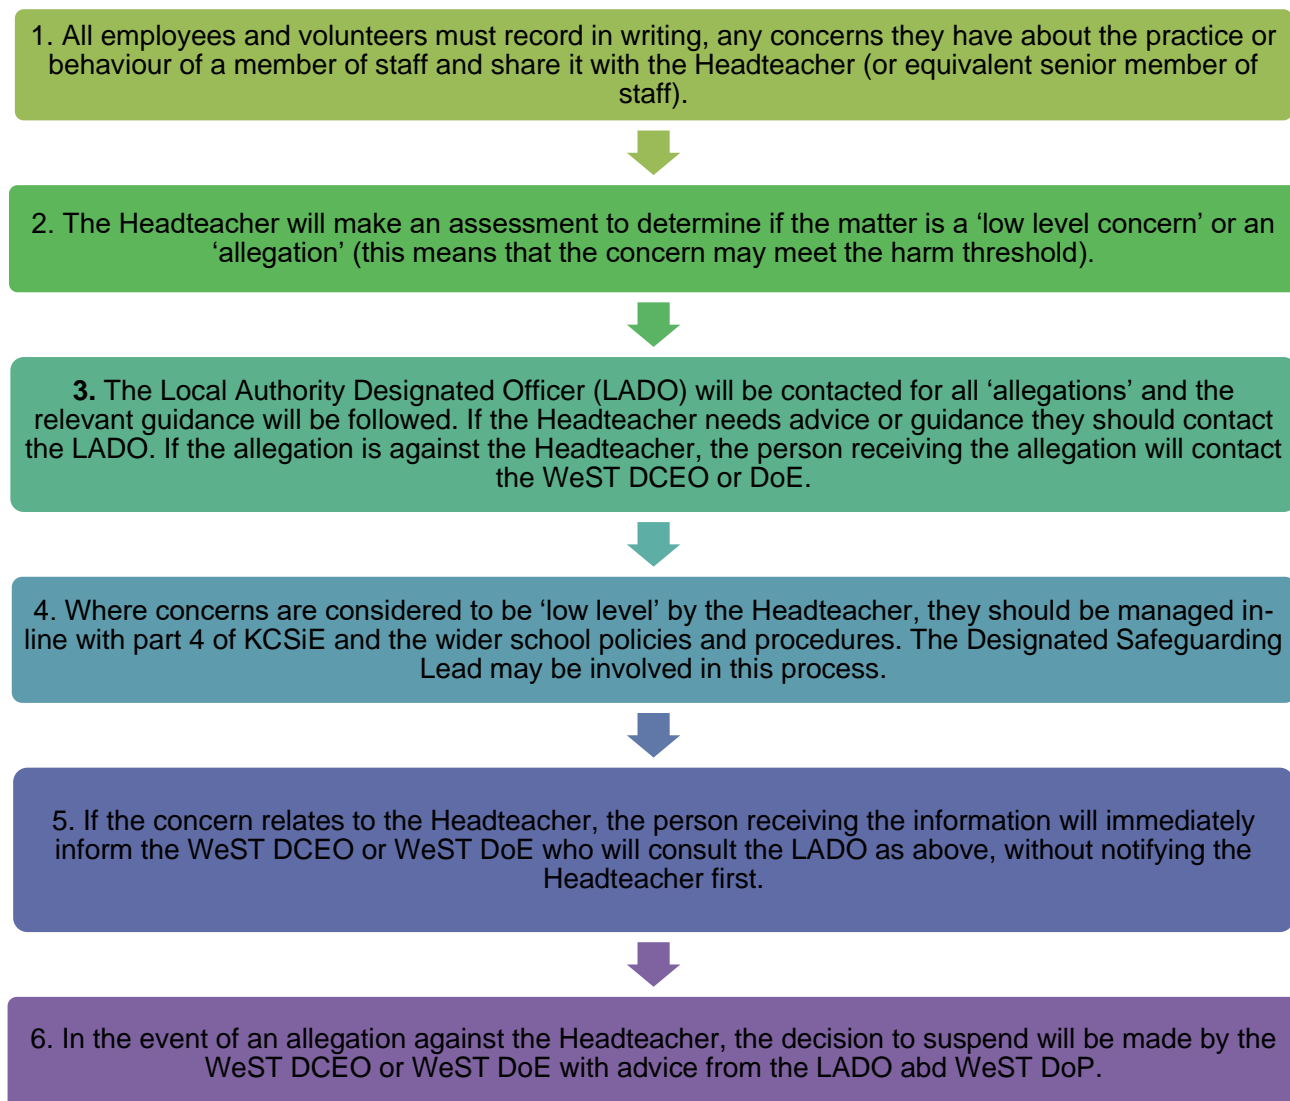 1. All employees and volunteers must record in writing, any concerns they have about the practice or
behaviour of a member of staff and share it with the Headteacher (or equivalent senior member of
staff).
2. The Headteacher will make an assessment to determine if the matter is a ‘low level concern’ or an
‘allegation’ (this means that the concern may meet the harm threshold).
3. The Local Authority Designated Officer (LADO) will be contacted for all ‘allegations’ and the
relevant guidance will be followed. If the Headteacher needs advice or guidance they should contact
the LADO. If the allegation is against the Headteacher, the person receiving the allegation will contact
the WeST DCEO or DoE.
4. Where concerns are considered to be ‘low level’ by the Headteacher, they should be managed in-
line with part 4 of KCSiE and the wider school policies and procedures. The Designated Safeguarding
Lead may be involved in this process.
5. If the concern relates to the Headteacher, the person receiving the information will immediately
inform the WeST DCEO or WeST DoE who will consult the LADO as above, without notifying the
Headteacher first.
6. In the event of an allegation against the Headteacher, the decision to suspend will be made by the
WeST DCEO or WeST DoE with advice from the LADO abd WeST DoP.